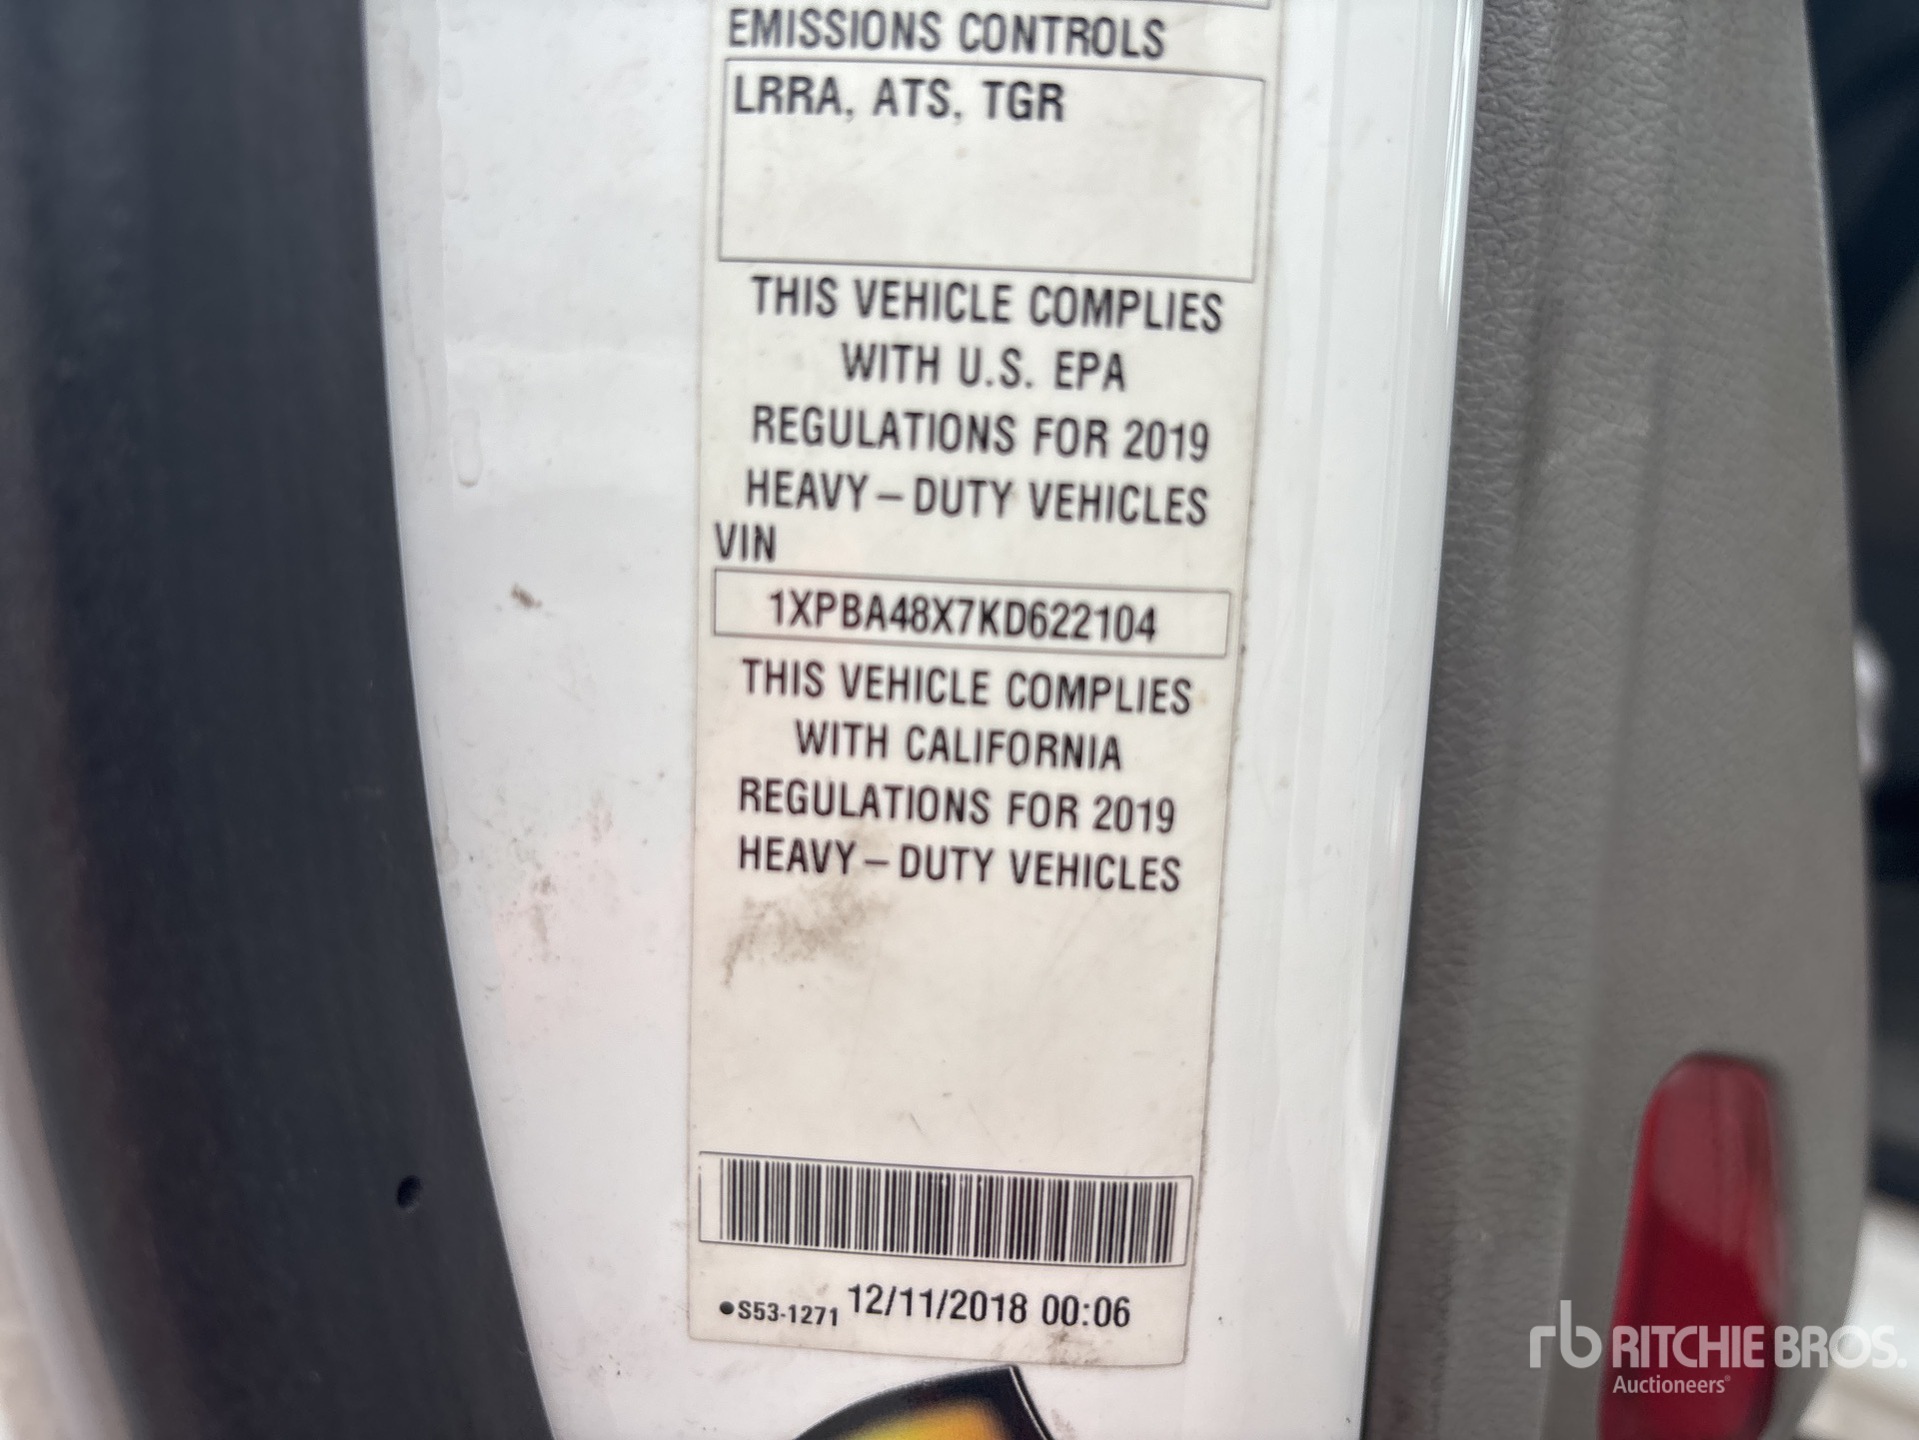 EMISSIONS CONTROLS
LRRA, ATS, TGR
THIS VEHICLE COMPLIES
WITH U.S. EPA
REGULATIONS FOR 2019
HEAVY–DUTY VEHICLES
VIN
1XPBA48X7KD622104
THIS VEHICLE COMPLIES
WITH CALIFORNIA
REGULATIONS FOR 2019
HEAVY–DUTY VEHICLES
•S53-1271 12/11/2018 00:06
rb RITCHIE BROS.
Auctioneers®